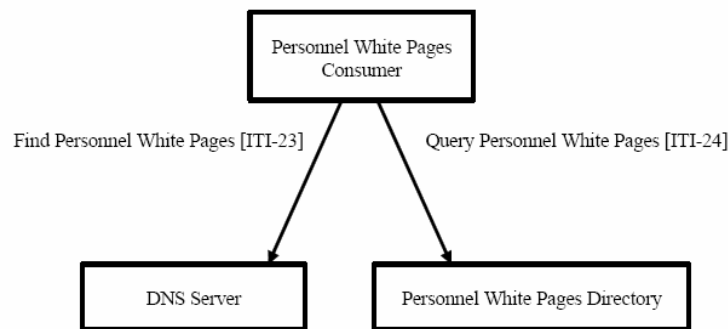 Personnel White Pages
Consumer
Find Personnel White Pages [ITI-23]
Query Personnel White Pages [ITI-24]
DNS Server
Personnel White Pages Directory